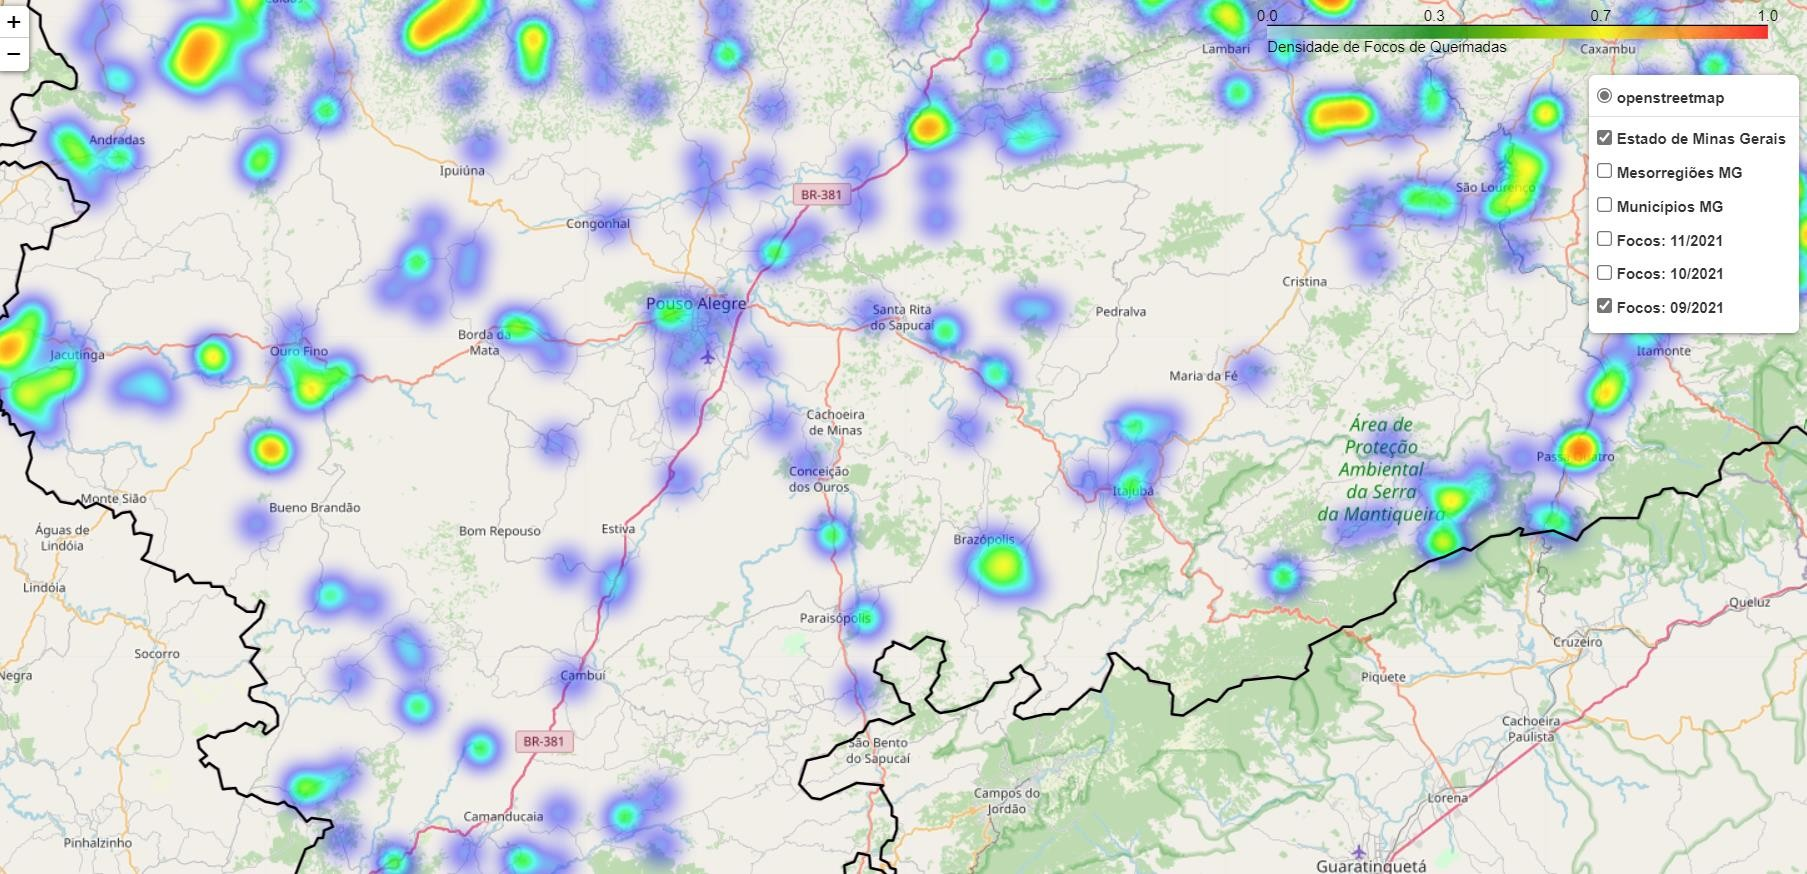 +
−
0.0 0.3 0.7 1.0
Densidade de Focos de Queimadas
openstreetmap
Estado de Minas Gerais
Mesorregiões MG
Municípios MG
Focos: 11/2021
Focos: 10/2021
Focos: 09/2021
Lambari
Caxambu
Andradas
Ipuiúna
BR-381
São Lourenço
Congonhal
Cristina
Pouso Alegre
Santa Rita
do Sapucaí
Pedralva
Borda da
Mata
Jacutinga
Ouro Fino
Itamonte
Maria da Fé
Cachoeira
de Minas
Área de
Proteção
Ambiental
da Serra
da Mantiqueira
Passa Quatro
Conceição
dos Ouros
Itajubá
Monte Sião
Bueno Brandão
Águas de
Lindóia
Bom Repouso
Estiva
Brazópolis
Lindóia
Queluz
Paraisópolis
Cruzeiro
Socorro
Negra
Cambuí
Piquete
Cachoeira
Paulista
BR-381
São Bento
do Sapucaí
Campos do
Jordão
Lorena
Camanducaia
Pinhalzinho
Guaratinguetá